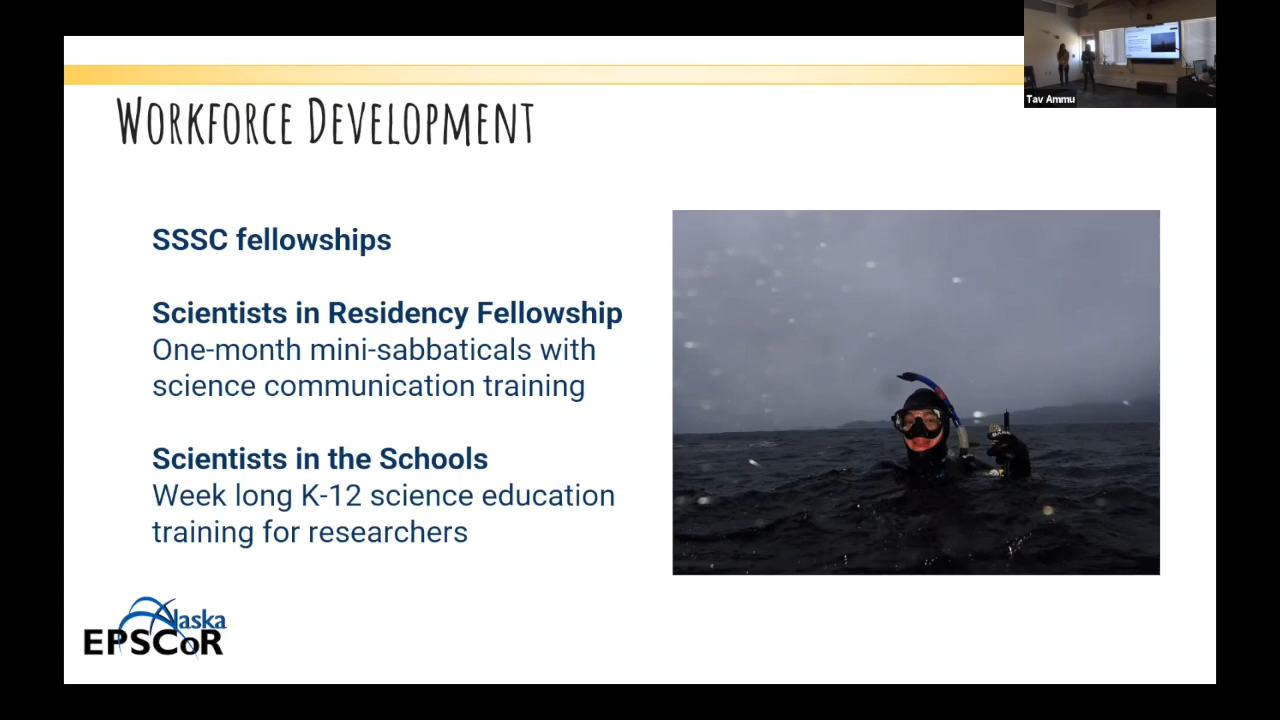 Workforce Development
Tav Ammu
SSSC fellowships
Scientists in Residency Fellowship
One-month mini-sabbaticals with
science communication training
Scientists in the Schools
Week long K-12 science education
training for researchers
Alaska
EPSCoR